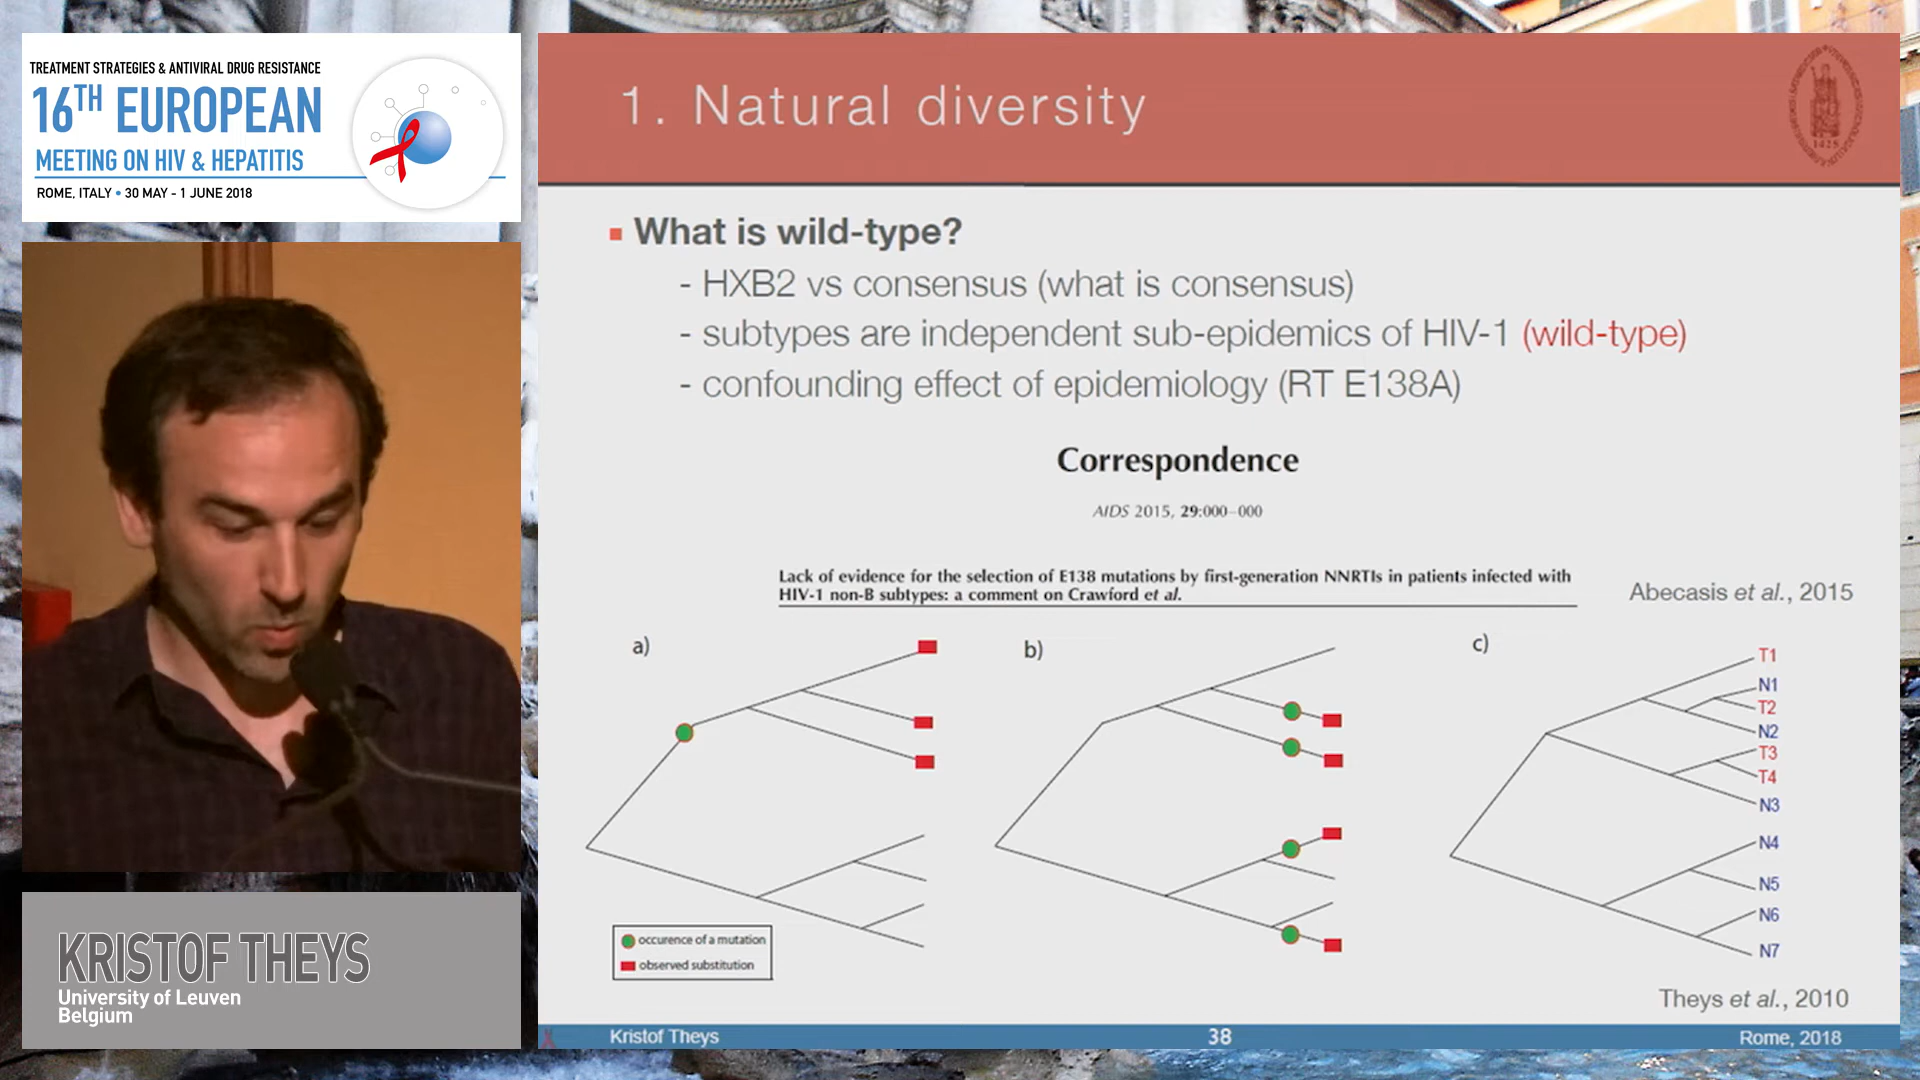 TREATMENT STRATEGIES & ANTIVIRAL DRUG RESISTANCE
16TH EUROPEAN
MEETING ON HIV & HEPATITIS
ROME, ITALY • 30 MAY - 1 JUNE 2018
KRISTOF THEYS
University of Leuven
Belgium
1. Natural diversity
1425
What is wild-type?
- HXB2 vs consensus (what is consensus)
- subtypes are independent sub-epidemics of HIV-1 (wild-type)
- confounding effect of epidemiology (RT E138A)
Correspondence
AIDS 2015, 29:000–000
Lack of evidence for the selection of E138 mutations by first-generation NNRTIs in patients infected with
HIV-1 non-B subtypes: a comment on Crawford et al.
Abecasis et al., 2015
a)
b)
c)
T1
N1
T2
N2
T3
T4
N3
N4
N5
N6
N7
occurence of a mutation
observed substitution
Theys et al., 2010
Kristof Theys
38
Rome, 2018